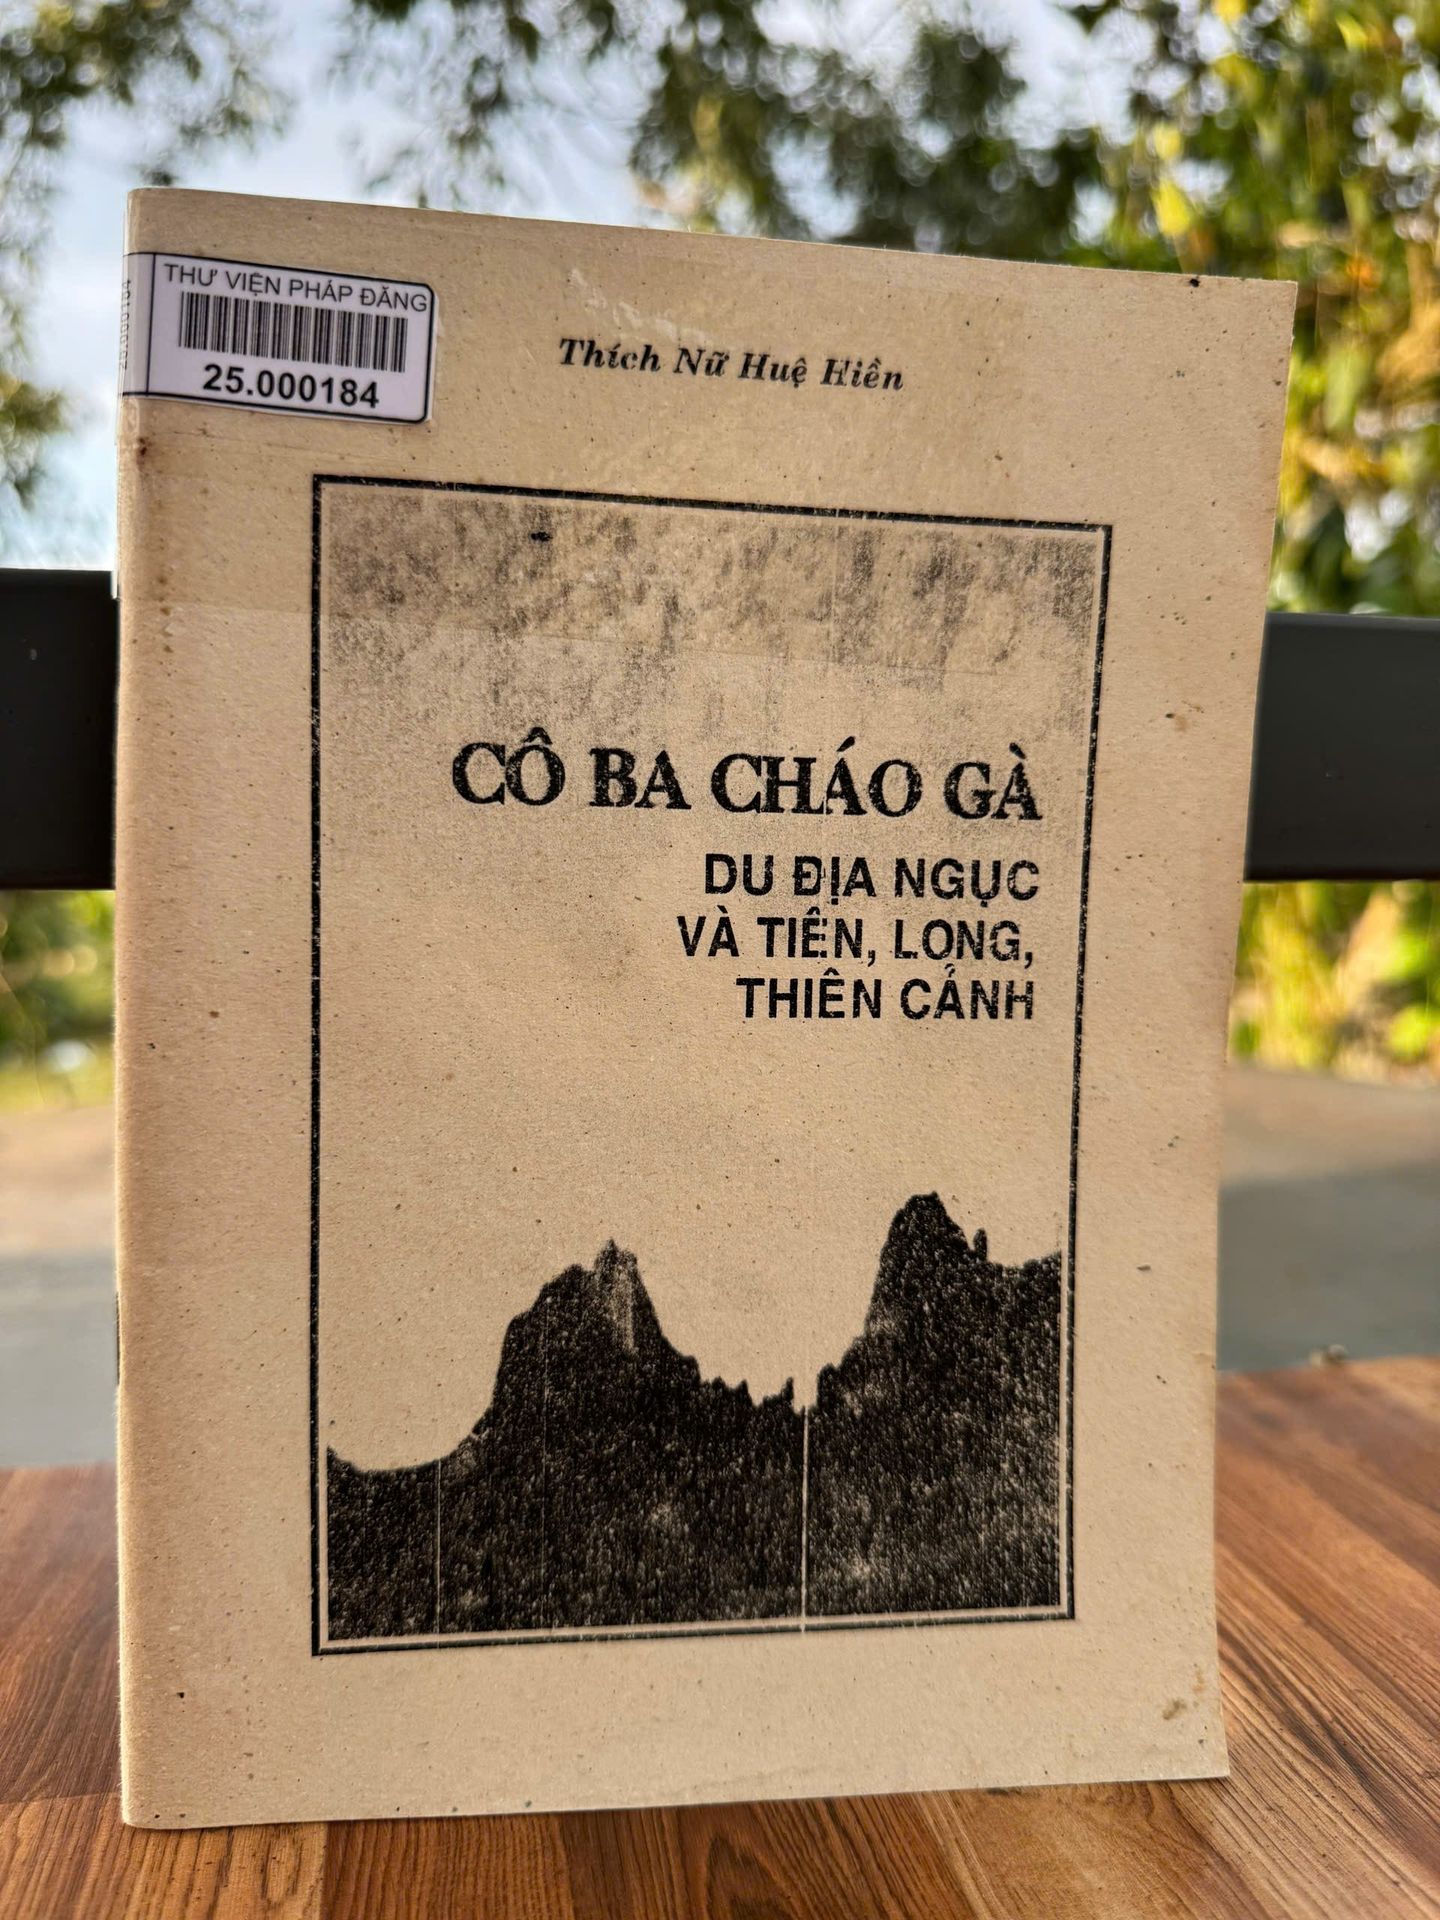 THƯ VIỆN PHÁP ĐĂNG
25.000184
Thích Nữ Huệ Hiền
CÔ BA CHÁO GÀ
DU ĐỊA NGỤC
VÀ TIÊN, LONG,
THIÊN CẢNH